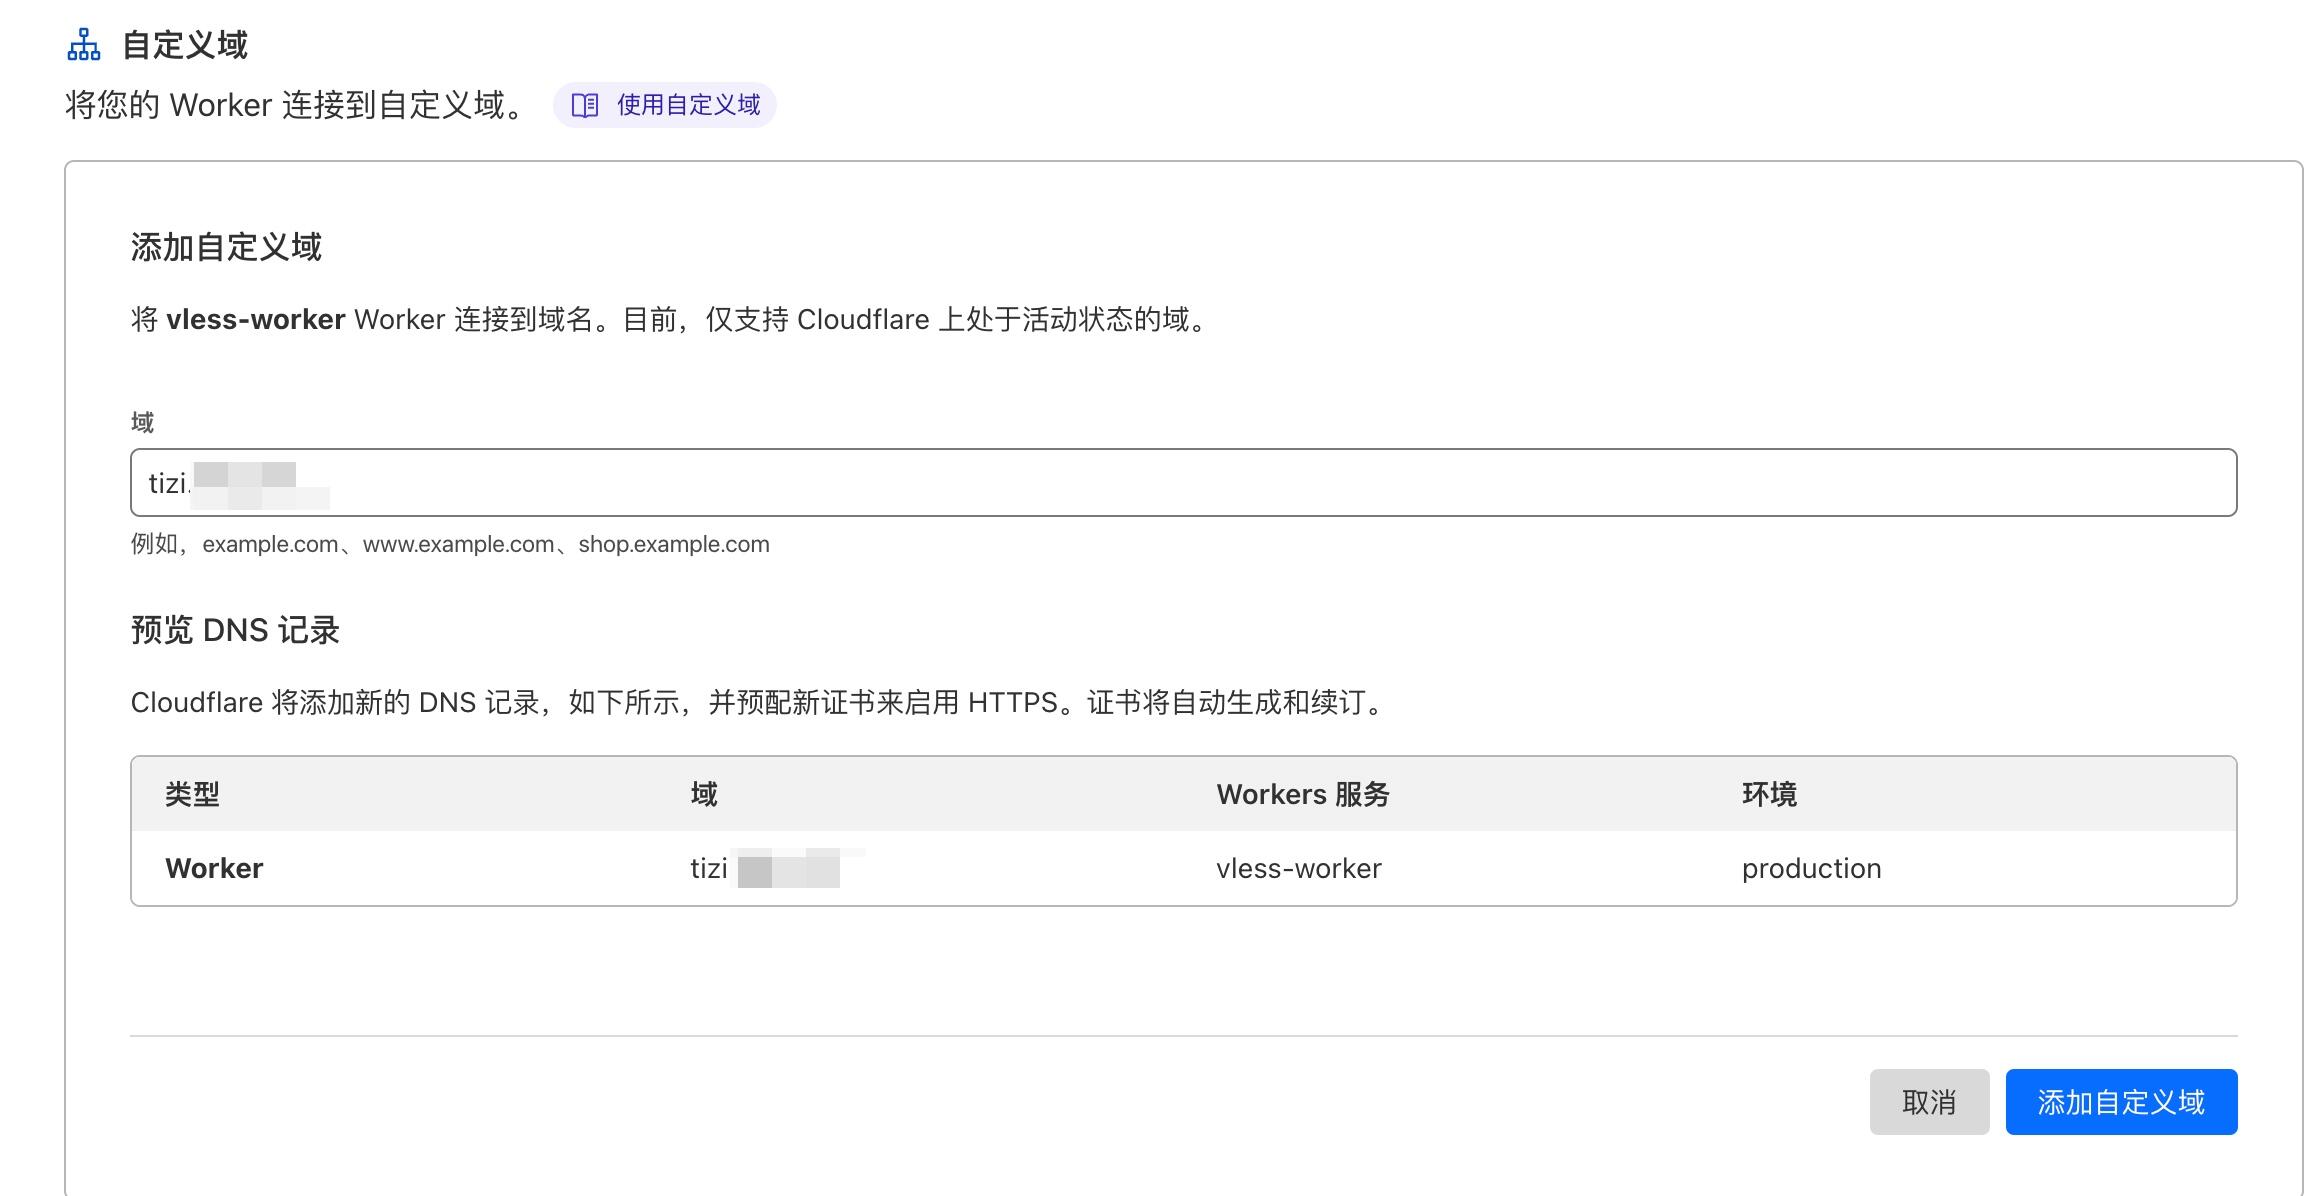 自定义域
将您的 Worker 连接到自定义域。 使用自定义域
添加自定义域
将 vless-worker Worker 连接到域名。目前，仅支持 Cloudflare 上处于活动状态的域。
域
tizi.
例如，example.com、www.example.com、shop.example.com
预览 DNS 记录
Cloudflare 将添加新的 DNS 记录，如下所示，并预配新证书来启用 HTTPS。证书将自动生成和续订。
类型 域 Workers 服务 环境
Worker tizi vless-worker production
取消 添加自定义域